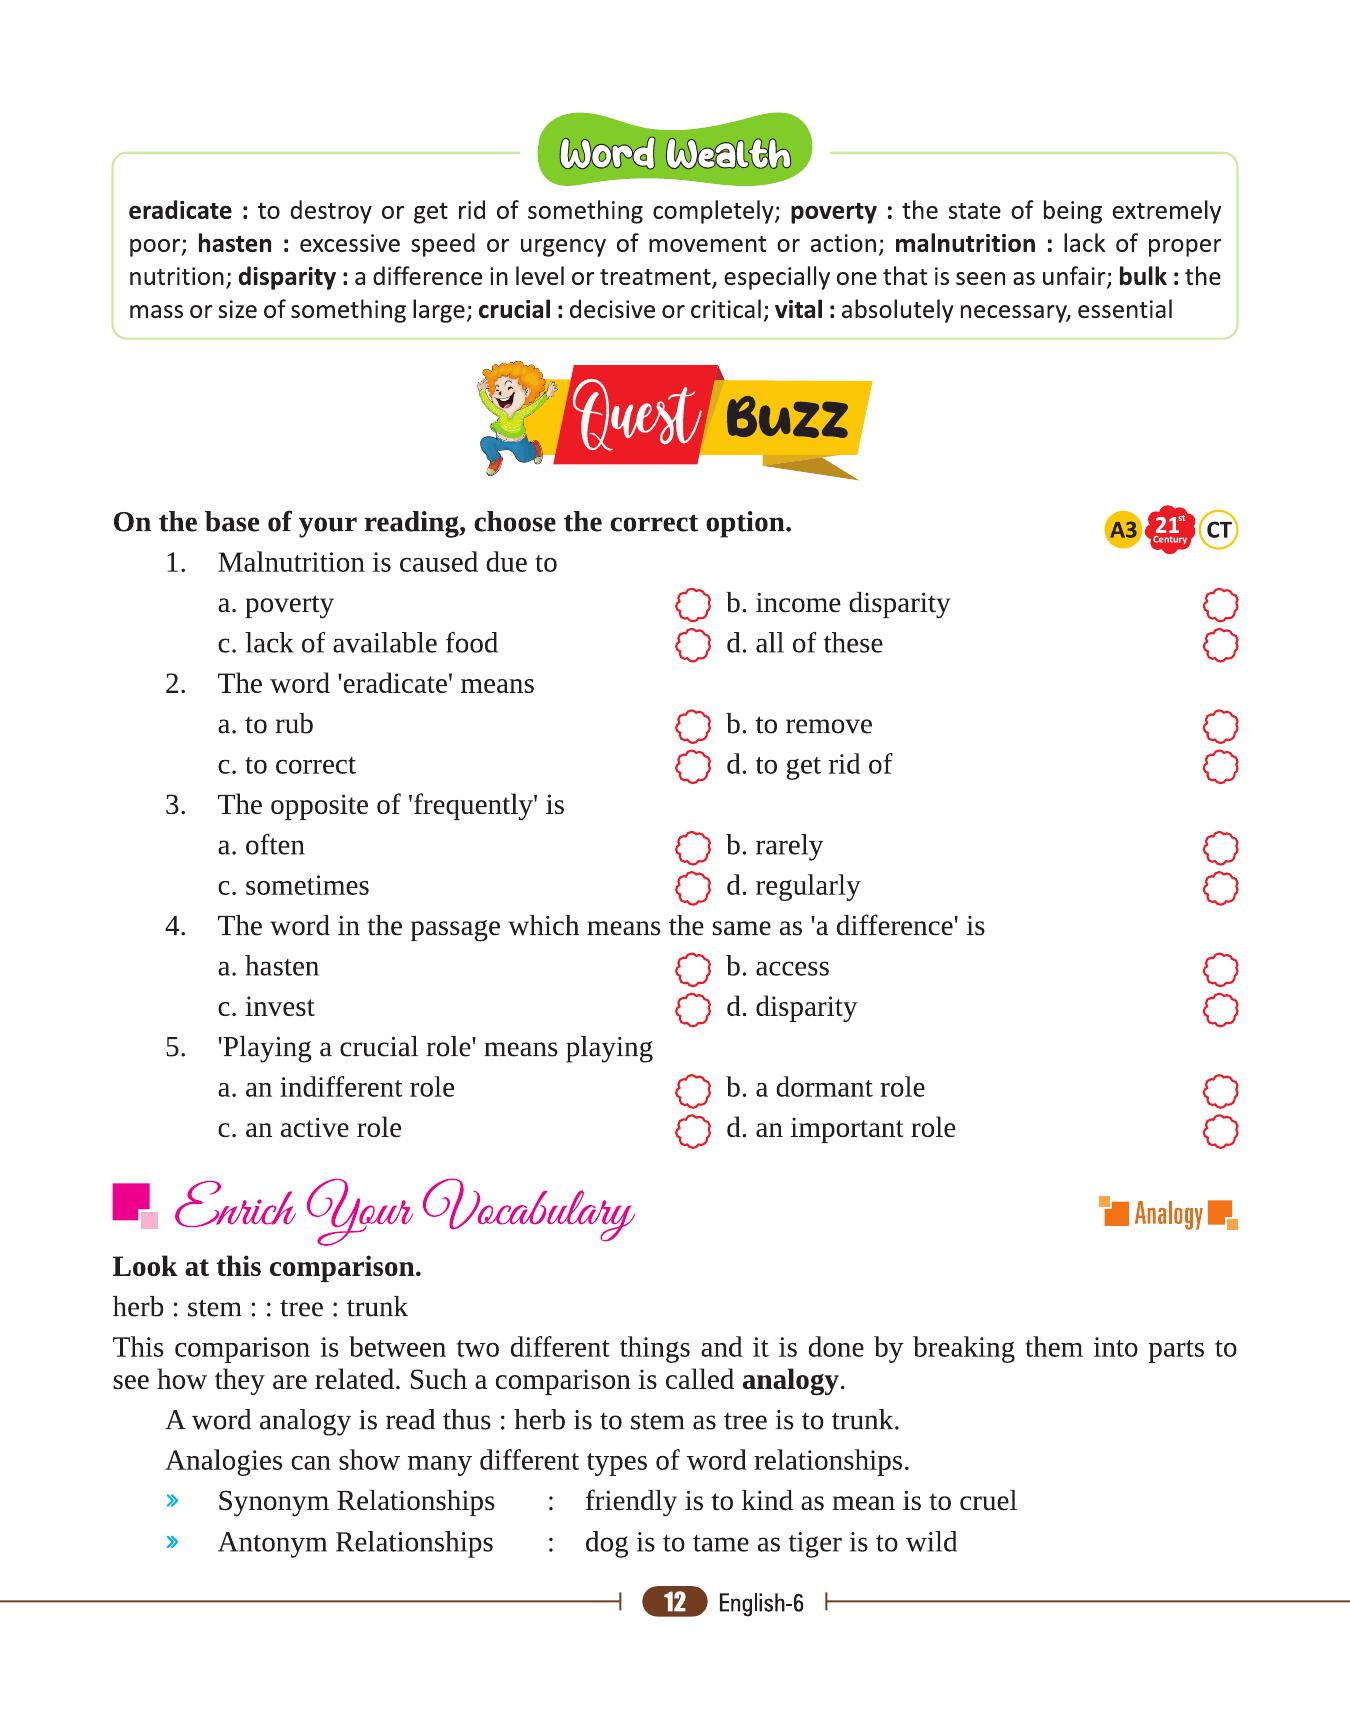 Word Wealth
eradicate : to destroy or get rid of something completely; poverty : the state of being extremely
poor; hasten : excessive speed or urgency of movement or action; malnutrition : lack of proper
nutrition; disparity : a difference in level or treatment, especially one that is seen as unfair; bulk : the
mass or size of something large; crucial : decisive or critical; vital : absolutely necessary, essential
Quest Buzz
On the base of your reading, choose the correct option. A3 21st Century CT
1. Malnutrition is caused due to
a. poverty b. income disparity
c. lack of available food d. all of these
2. The word 'eradicate' means
a. to rub b. to remove
c. to correct d. to get rid of
3. The opposite of 'frequently' is
a. often b. rarely
c. sometimes d. regularly
4. The word in the passage which means the same as 'a difference' is
a. hasten b. access
c. invest d. disparity
5. 'Playing a crucial role' means playing
a. an indifferent role b. a dormant role
c. an active role d. an important role
Enrich Your Vocabulary Analogy
Look at this comparison.
herb : stem : : tree : trunk
This comparison is between two different things and it is done by breaking them into parts to
see how they are related. Such a comparison is called analogy.
A word analogy is read thus : herb is to stem as tree is to trunk.
Analogies can show many different types of word relationships.
» Synonym Relationships : friendly is to kind as mean is to cruel
» Antonym Relationships : dog is to tame as tiger is to wild
12 English-6